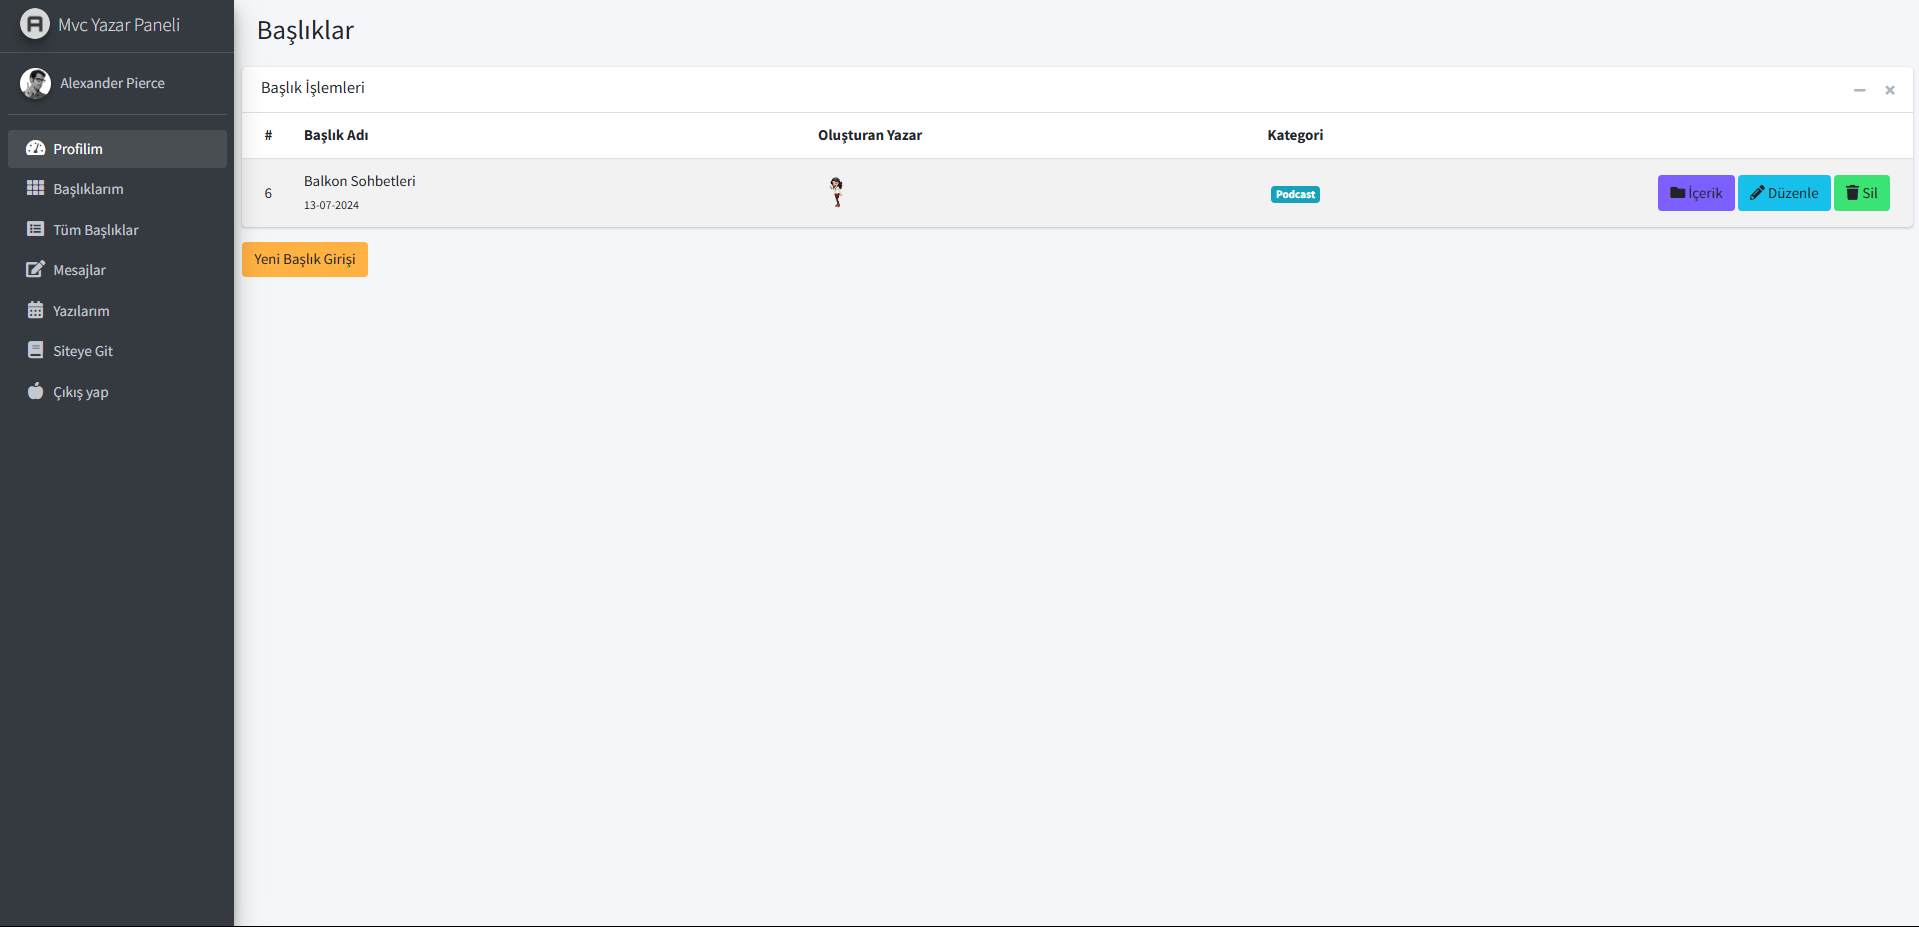 Mvc Yazar Paneli
Alexander Pierce
Profilim
Başlıklarım
Tüm Başlıklar
Mesajlar
Yazılarım
Siteye Git
Çıkış yap
Başlıklar
Başlık İşlemleri
# Başlık Adı Oluşturan Yazar Kategori
6 Balkon Sohbetleri Podcast İçerik Düzenle Sil
13-07-2024
Yeni Başlık Girişi